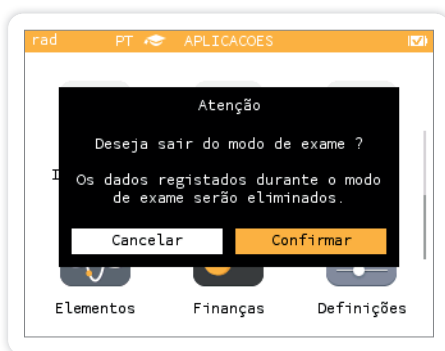 rad PT APLICACOES
Atenção
Deseja sair do modo de exame ?
Os dados registados durante o modo
de exame serão eliminados.
Cancelar Confirmar
Elementos Finanças Definições